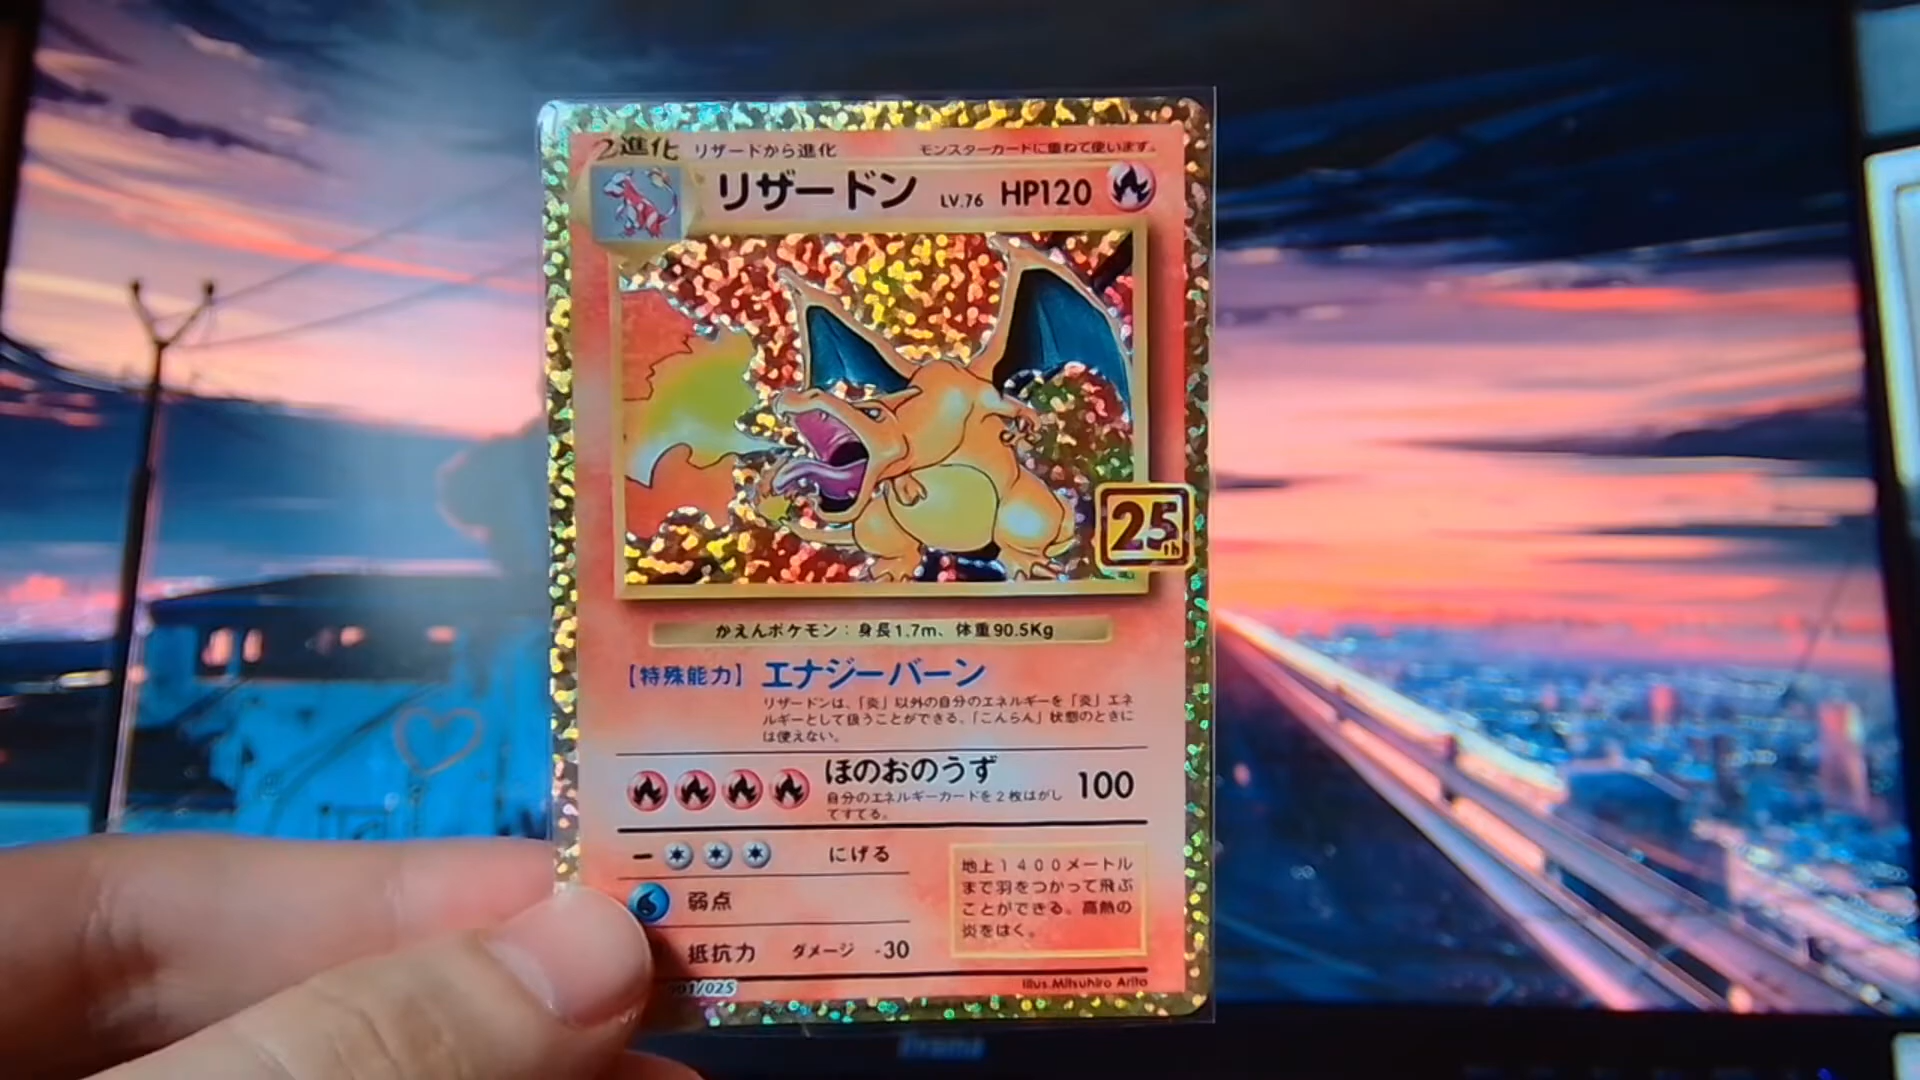 2進化 リザードから進化 モンスターカードに重ねて使います。
リザードン LV.76 HP120
25th
かえんポケモン：身長1.7m、体重90.5Kg
【特殊能力】エナジーバーン
リザードンは、「炎」以外の自分のエネルギーを「炎」エネ
ルギーとして扱うことができる。「こんらん」状態のときに
は使えない。
ほのおのうず 100
自分のエネルギーカードを2枚はがし
てすてる。
にげる
弱点
抵抗力 ダメージ -30
地上1400メートル
まで羽をつかって飛ぶ
ことができる。高熱の
炎をはく。
001/025
Illus.Mitsuhiro Arita